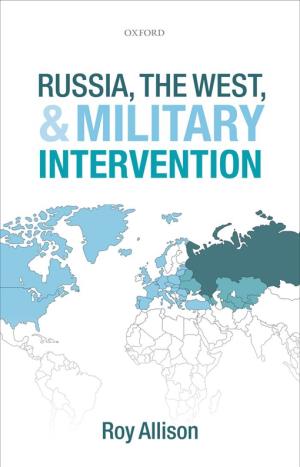 OXFORD
RUSSIA, THE WEST,
& MILITARY
INTERVENTION
Roy Allison